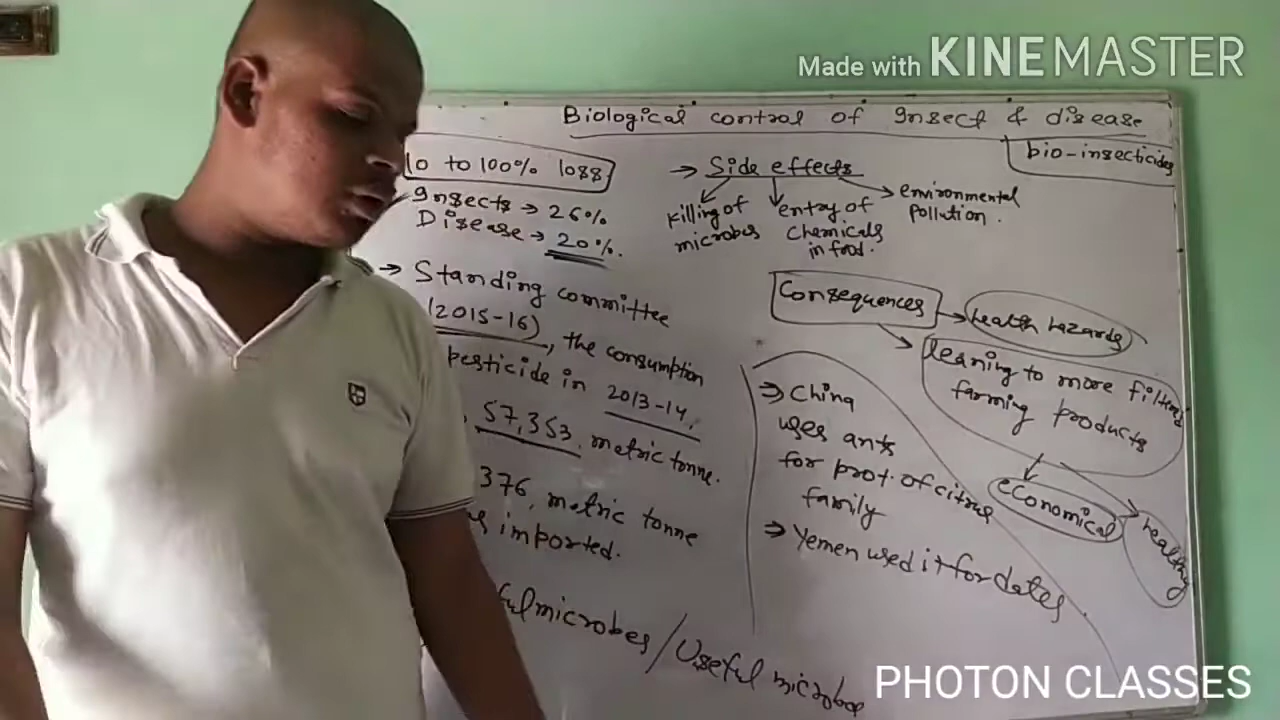 Made with KINEMASTER
Biological control of Insect & disease
bio-insecticides
10 to 100% loss
Insects → 26%
Disease → 20%.
→ Standing committee
(2015-16), the consumption
pesticide in 2013-14,
57,353 metric tonne.
376, metric tonne
imported.
microbes / Useful microbes
→ Side effects
killing of
microbes
entry of
chemicals
in food.
environmental
pollution.
Consequences → health hazards
leaning to more filtered
farming products
economical
healthy
⇒ China
uses ants
for prot. of citrus
family
⇒ Yemen used it for dates.
PHOTON CLASSES